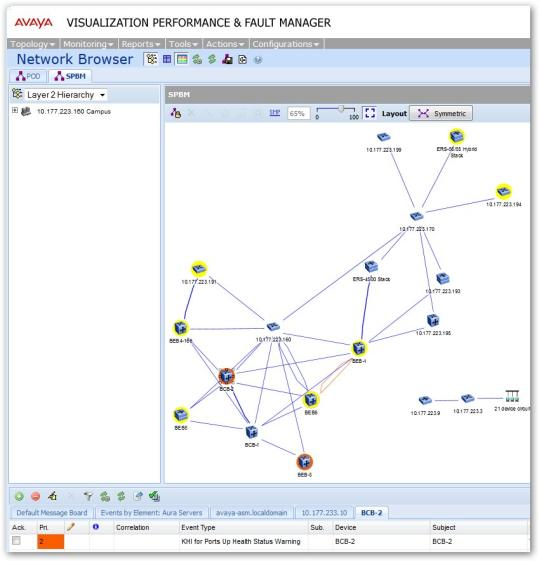 AVAYA VISUALIZATION PERFORMANCE & FAULT MANAGER
Topology Monitoring Reports Tools Actions Configurations
Network Browser
POD SPBM
Layer 2 Hierarchy
SPBM
10.177.223.160 Campus
SMP 65% 0 100 Layout Symmetric
10.177.223.199
ERS-86/83 Hybrid
Stack
10.177.223.194
10.177.223.170
ERS-4500 Stack
10.177.223.191
10.177.223.193
10.177.223.195
BEB4-166
10.177.223.160
BEB-4
BCB-2
BEB6
10.177.223.9
10.177.223.3
21 device circuit
BEB5
BCB-1
Default Message Board Events by Element: Aura Servers avaya-asm.localdomain 10.177.233.10 BCB-2
Ack. Pri. Correlation Event Type Sub. Device Subject
2 KHI for Ports Up Health Status Warning BCB-2 BCB-2